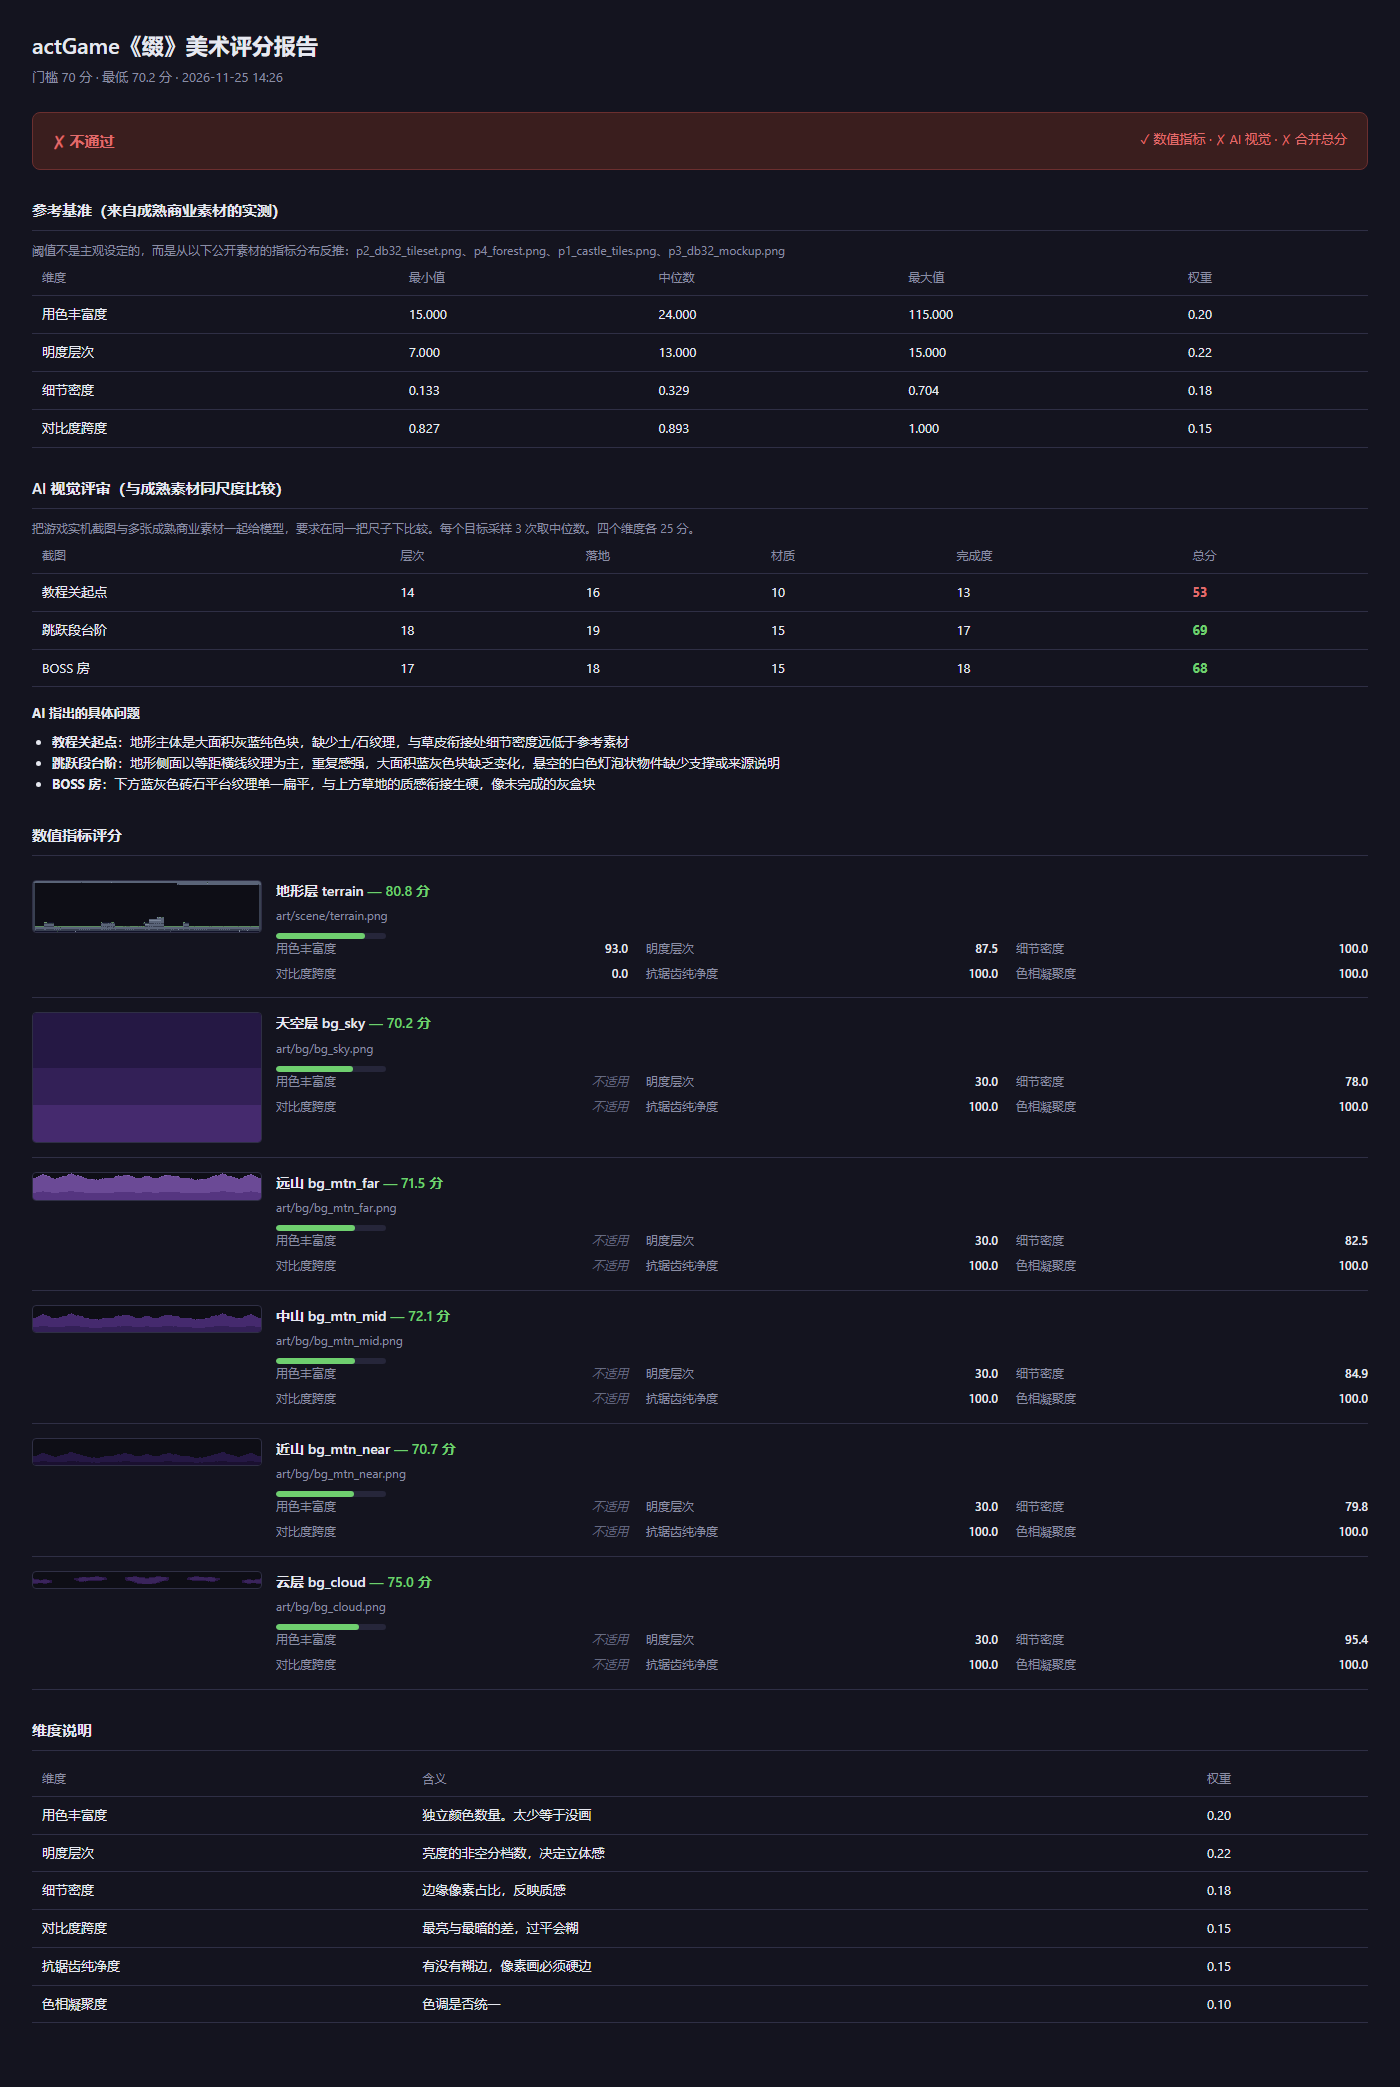 actGame《缀》美术评分报告
门槛 70 分 · 最低 70.2 分 · 2026-11-25 14:26
✗ 不通过
✓ 数值指标 · ✗ AI 视觉 · ✗ 合并总分
参考基准（来自成熟商业素材的实测）
阈值不是主观设定的，而是从以下公开素材的指标分布反推：p2_db32_tileset.png、p4_forest.png、p1_castle_tiles.png、p3_db32_mockup.png
维度 最小值 中位数 最大值 权重
用色丰富度 15.000 24.000 115.000 0.20
明度层次 7.000 13.000 15.000 0.22
细节密度 0.133 0.329 0.704 0.18
对比度跨度 0.827 0.893 1.000 0.15
AI 视觉评审（与成熟素材同尺度比较）
把游戏实机截图与多张成熟商业素材一起给模型，要求在同一把尺子下比较。每个目标采样 3 次取中位数。四个维度各 25 分。
截图 层次 落地 材质 完成度 总分
教程关起点 14 16 10 13 53
跳跃段台阶 18 19 15 17 69
BOSS 房 17 18 15 18 68
AI 指出的具体问题
• 教程关起点：地形主体是大面积灰蓝纯色块，缺少土/石纹理，与草皮衔接处细节密度远低于参考素材
• 跳跃段台阶：地形侧面以等距横线纹理为主，重复感强，大面积蓝灰色块缺乏变化，悬空的白色灯泡状物件缺少支撑或来源说明
• BOSS 房：下方蓝灰色砖石平台纹理单一扁平，与上方草地的质感衔接生硬，像未完成的灰盒块
数值指标评分
地形层 terrain — 80.8 分
art/scene/terrain.png
用色丰富度 93.0 明度层次 87.5 细节密度 100.0
对比度跨度 0.0 抗锯齿纯净度 100.0 色相凝聚度 100.0
天空层 bg_sky — 70.2 分
art/bg/bg_sky.png
用色丰富度 不适用 明度层次 30.0 细节密度 78.0
对比度跨度 不适用 抗锯齿纯净度 100.0 色相凝聚度 100.0
远山 bg_mtn_far — 71.5 分
art/bg/bg_mtn_far.png
用色丰富度 不适用 明度层次 30.0 细节密度 82.5
对比度跨度 不适用 抗锯齿纯净度 100.0 色相凝聚度 100.0
中山 bg_mtn_mid — 72.1 分
art/bg/bg_mtn_mid.png
用色丰富度 不适用 明度层次 30.0 细节密度 84.9
对比度跨度 不适用 抗锯齿纯净度 100.0 色相凝聚度 100.0
近山 bg_mtn_near — 70.7 分
art/bg/bg_mtn_near.png
用色丰富度 不适用 明度层次 30.0 细节密度 79.8
对比度跨度 不适用 抗锯齿纯净度 100.0 色相凝聚度 100.0
云层 bg_cloud — 75.0 分
art/bg/bg_cloud.png
用色丰富度 不适用 明度层次 30.0 细节密度 95.4
对比度跨度 不适用 抗锯齿纯净度 100.0 色相凝聚度 100.0
维度说明
维度 含义 权重
用色丰富度 独立颜色数量。太少等于没画 0.20
明度层次 亮度的非空分档数，决定立体感 0.22
细节密度 边缘像素占比，反映质感 0.18
对比度跨度 最亮与最暗的差，过平会糊 0.15
抗锯齿纯净度 有没有糊边，像素画必须硬边 0.15
色相凝聚度 色调是否统一 0.10